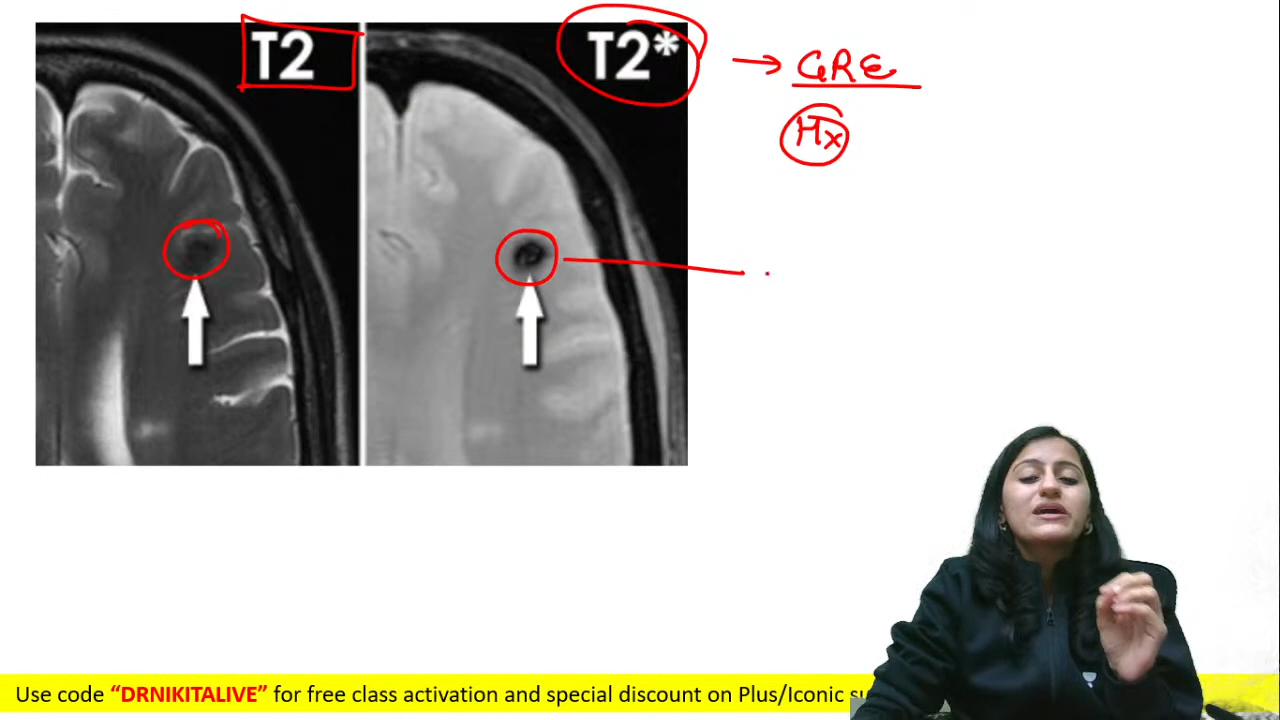 T2
T2*
→ GRE
Hx
Use code “DRNIKITALIVE” for free class activation and special discount on Plus/Iconic